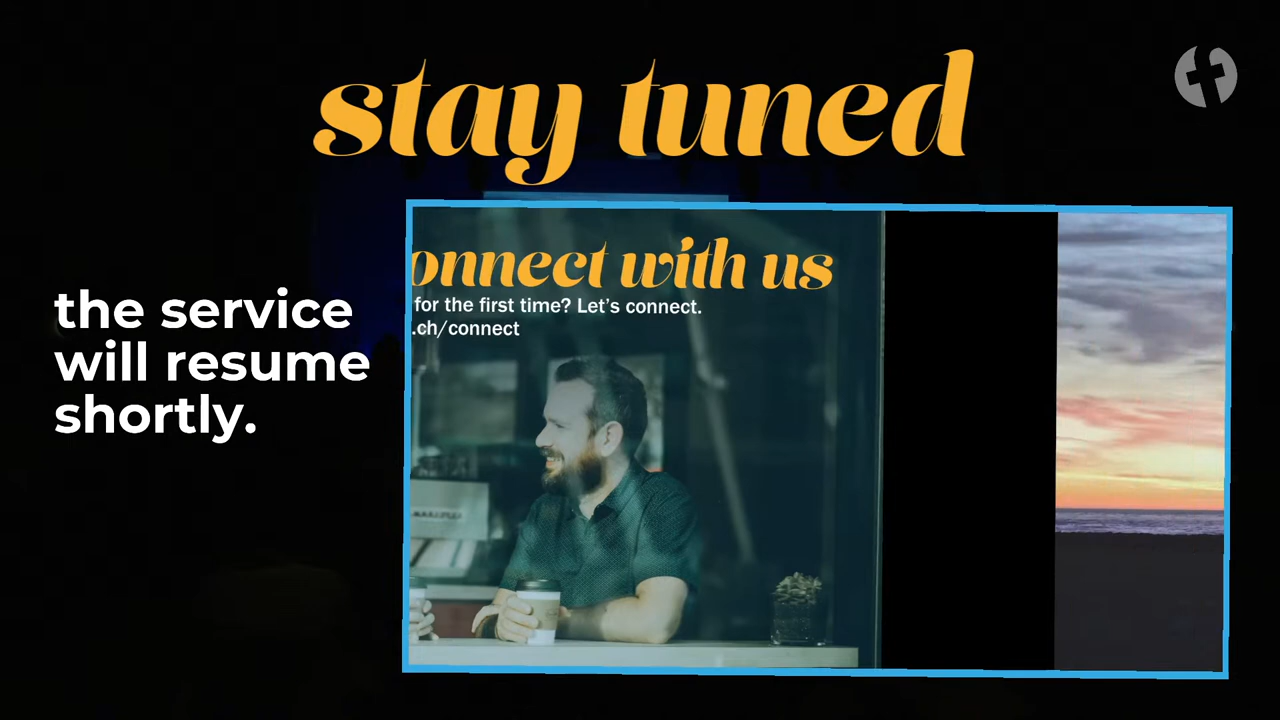 stay tuned
the service
will resume
shortly.
onnect with us
for the first time? Let's connect.
.ch/connect